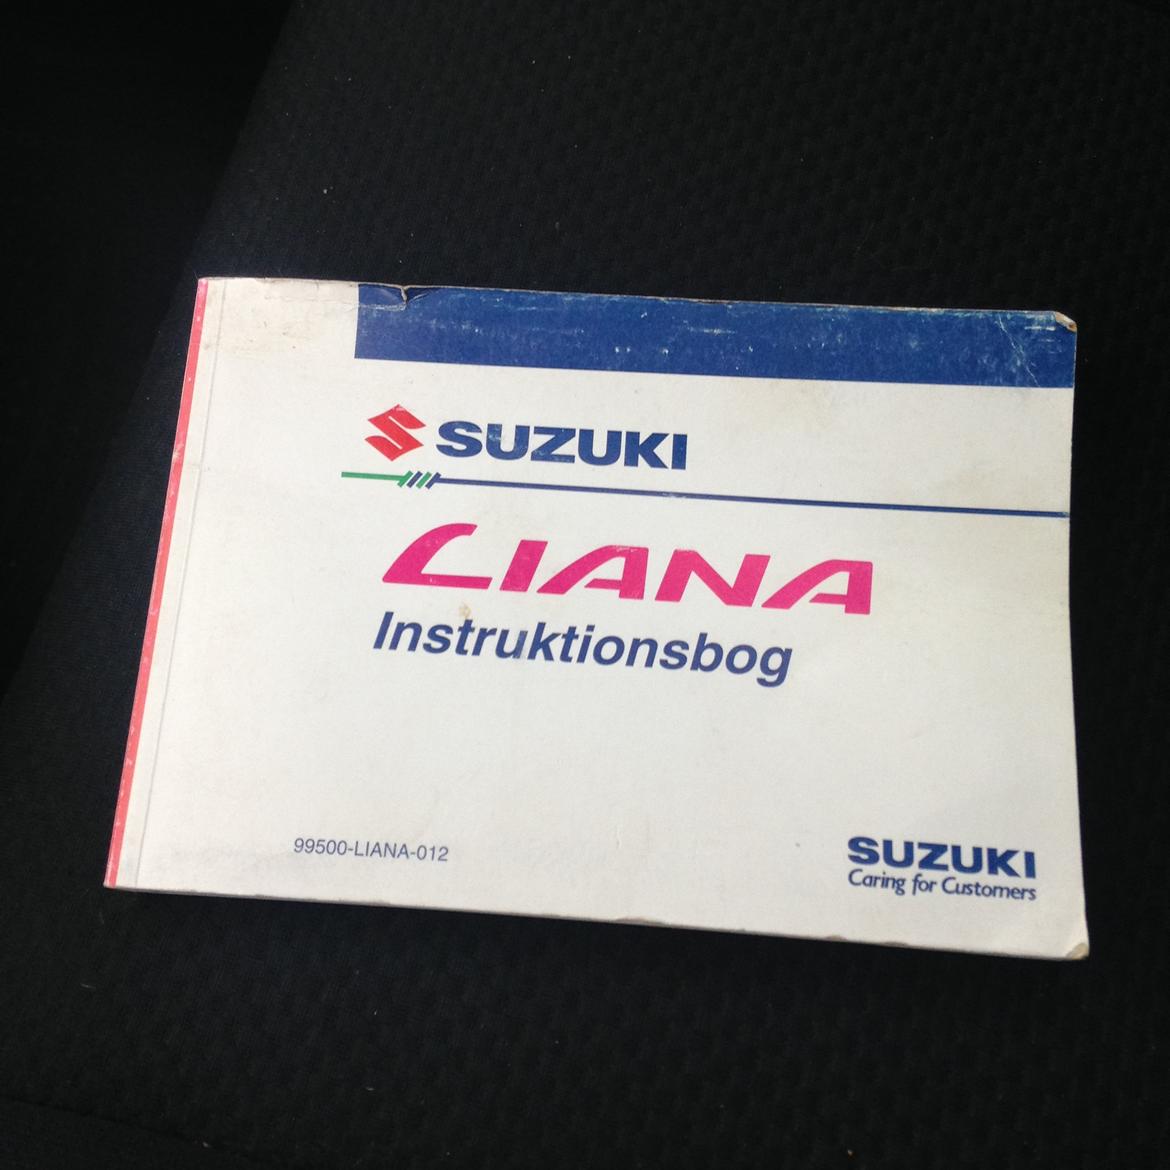 SUZUKI
LIANA
Instruktionsbog
99500-LIANA-012
SUZUKI
Caring for Customers